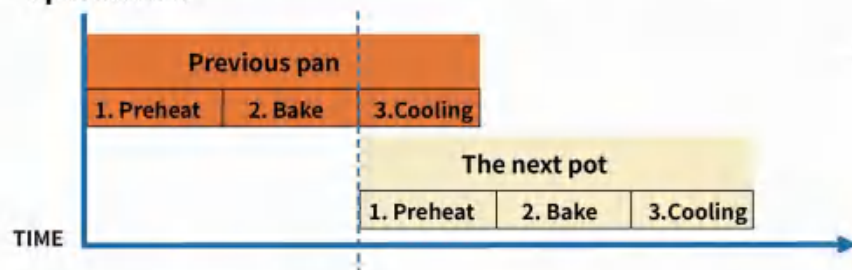 Previous pan
1. Preheat 2. Bake 3.Cooling
The next pot
1. Preheat 2. Bake 3.Cooling
TIME